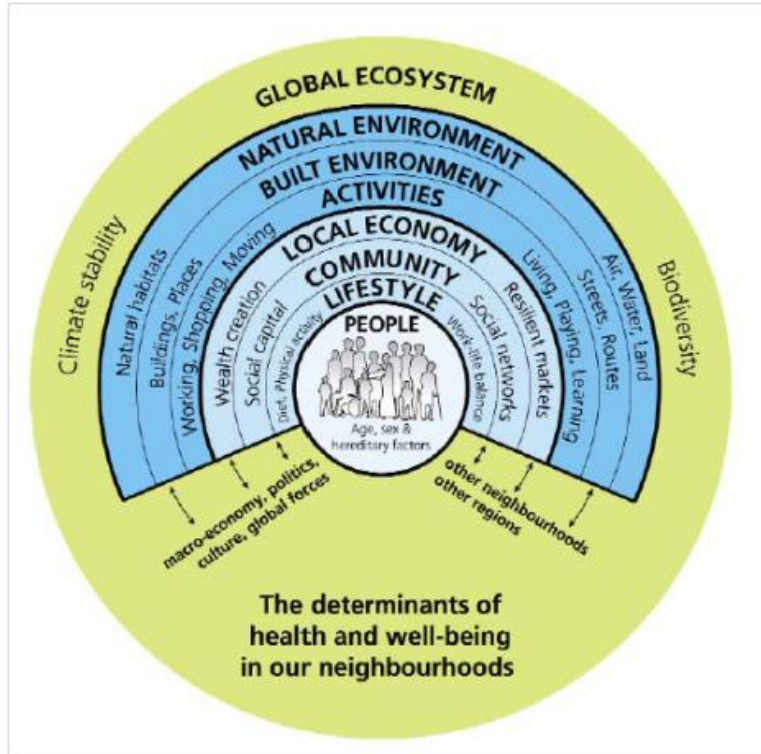 GLOBAL ECOSYSTEM
NATURAL ENVIRONMENT
BUILT ENVIRONMENT
ACTIVITIES
LOCAL ECONOMY
COMMUNITY
LIFESTYLE
PEOPLE
Age, sex &
hereditary factors
Climate stability
Natural habitats
Buildings, Places
Working, Shopping, Moving
Wealth creation
Social capital
Diet, Physical activity
Work-life balance
Social networks
Resilient markets
Living, Playing, Learning
Streets, Routes
Air, Water, Land
Biodiversity
macro-economy, politics,
culture, global forces
other neighbourhoods
other regions
The determinants of
health and well-being
in our neighbourhoods